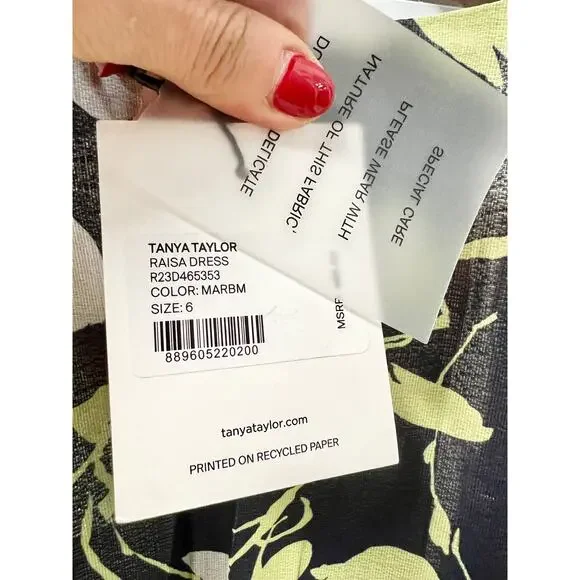 DU
DELICATE
NATURE OF THIS FABRIC,
PLEASE WEAR WITH
SPECIAL CARE
TANYA TAYLOR
RAISA DRESS
R23D465353
COLOR: MARBM
SIZE: 6
MSRP
889605220200
tanyataylor.com
PRINTED ON RECYCLED PAPER